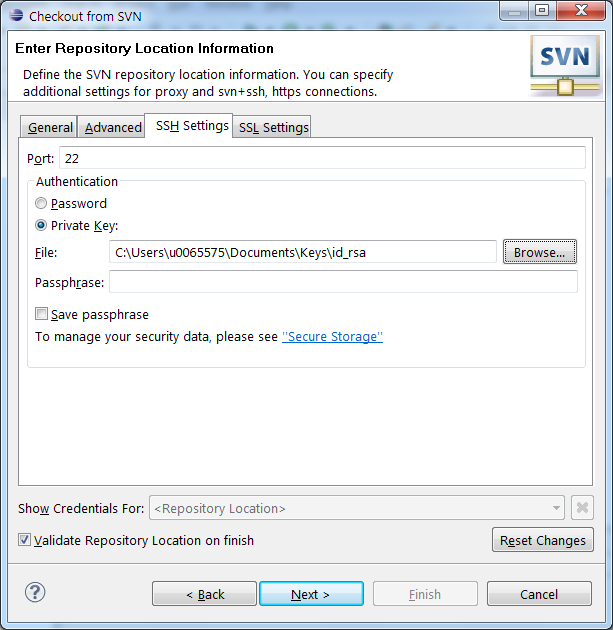 Checkout from SVN
Enter Repository Location Information
Define the SVN repository location information. You can specify
additional settings for proxy and svn+ssh, https connections.
SVN
General Advanced SSH Settings SSL Settings
Port: 22
Authentication
Password
Private Key:
File: C:\Users\u0065575\Documents\Keys\id_rsa Browse...
Passphrase:
Save passphrase
To manage your security data, please see "Secure Storage"
Show Credentials For: <Repository Location>
Validate Repository Location on finish Reset Changes
? < Back Next > Finish Cancel